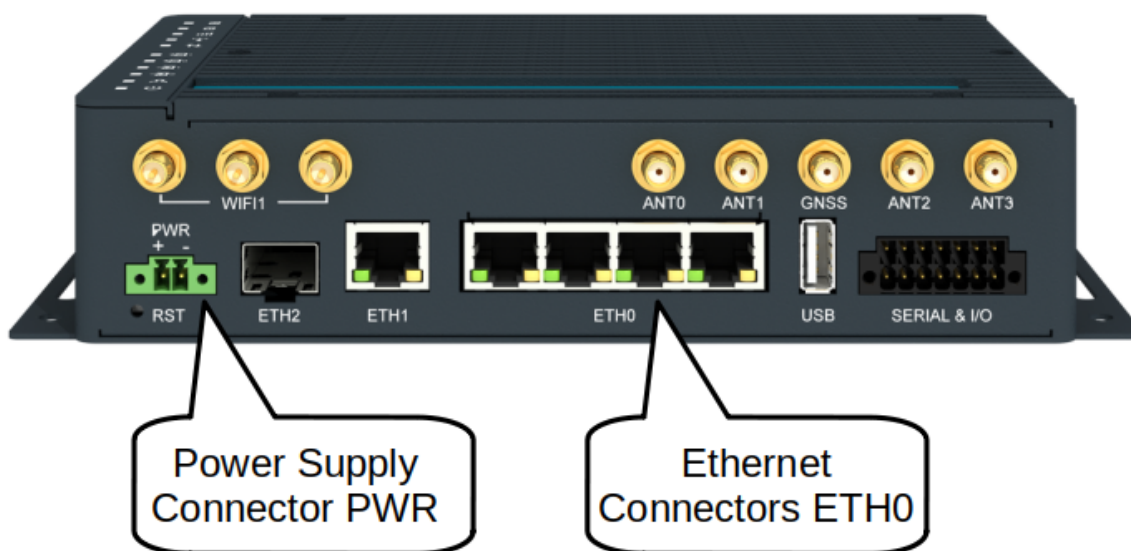 WIFI1
ANT0
ANT1
GNSS
ANT2
ANT3
PWR
+ -
RST
ETH2
ETH1
ETH0
USB
SERIAL & I/O
Power Supply
Connector PWR
Ethernet
Connectors ETH0